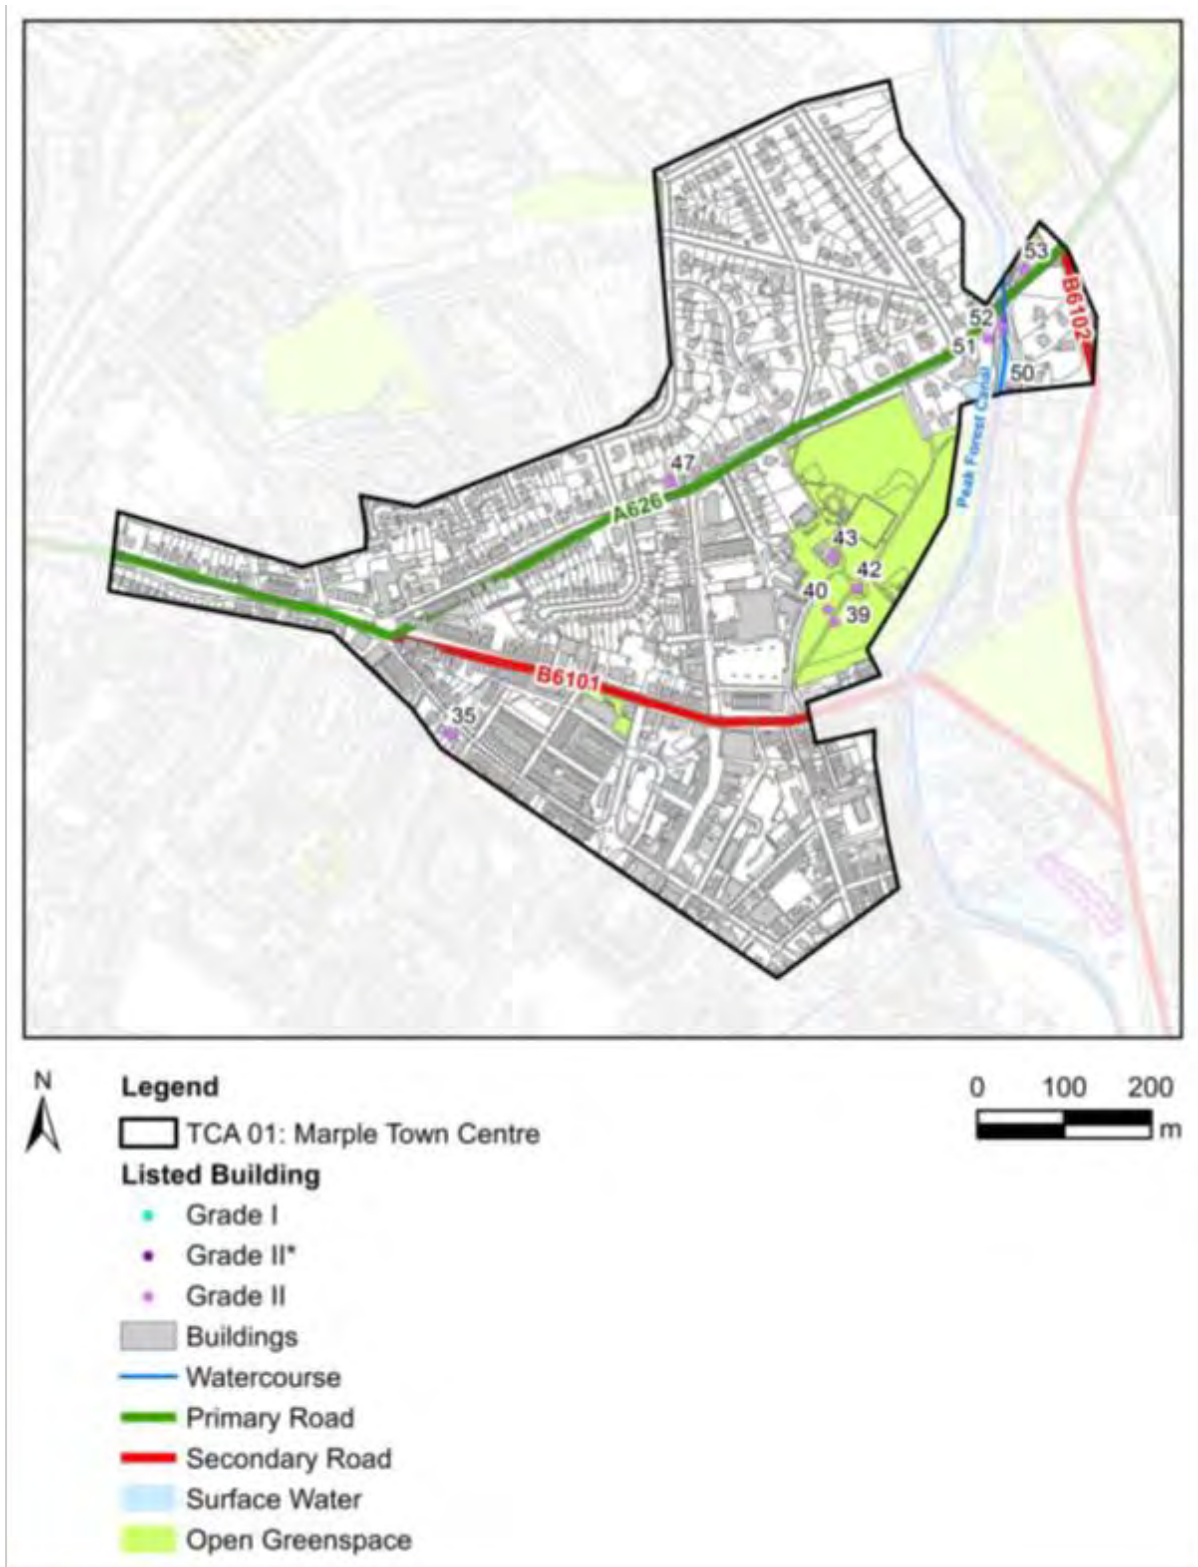 53
B6102
52
51
50
Peak Forest Canal
47
A626
43
42
40
39
B6101
35
N
Legend
TCA 01: Marple Town Centre
Listed Building
Grade I
Grade II*
Grade II
Buildings
Watercourse
Primary Road
Secondary Road
Surface Water
Open Greenspace
0 100 200
m